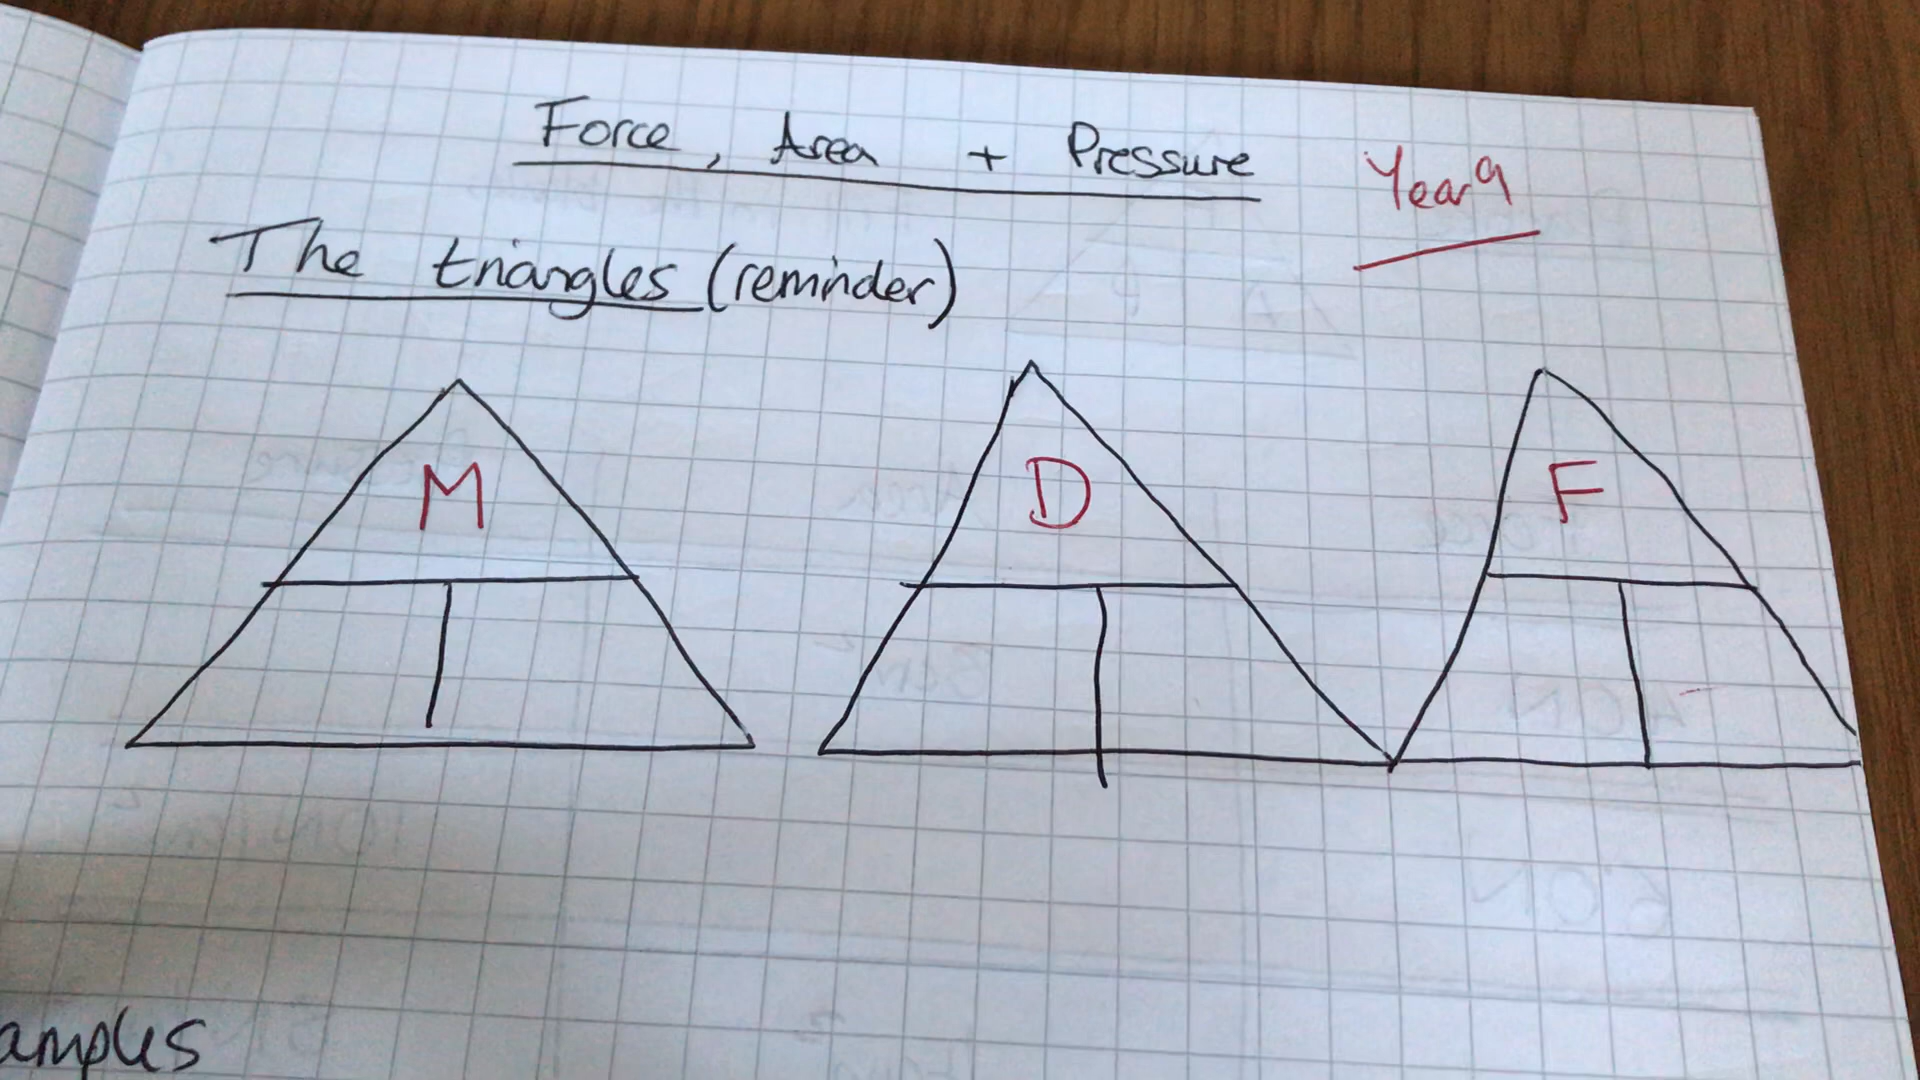 Force, Area + Pressure
Year 9
The triangles (reminder)
M
D
F
amples